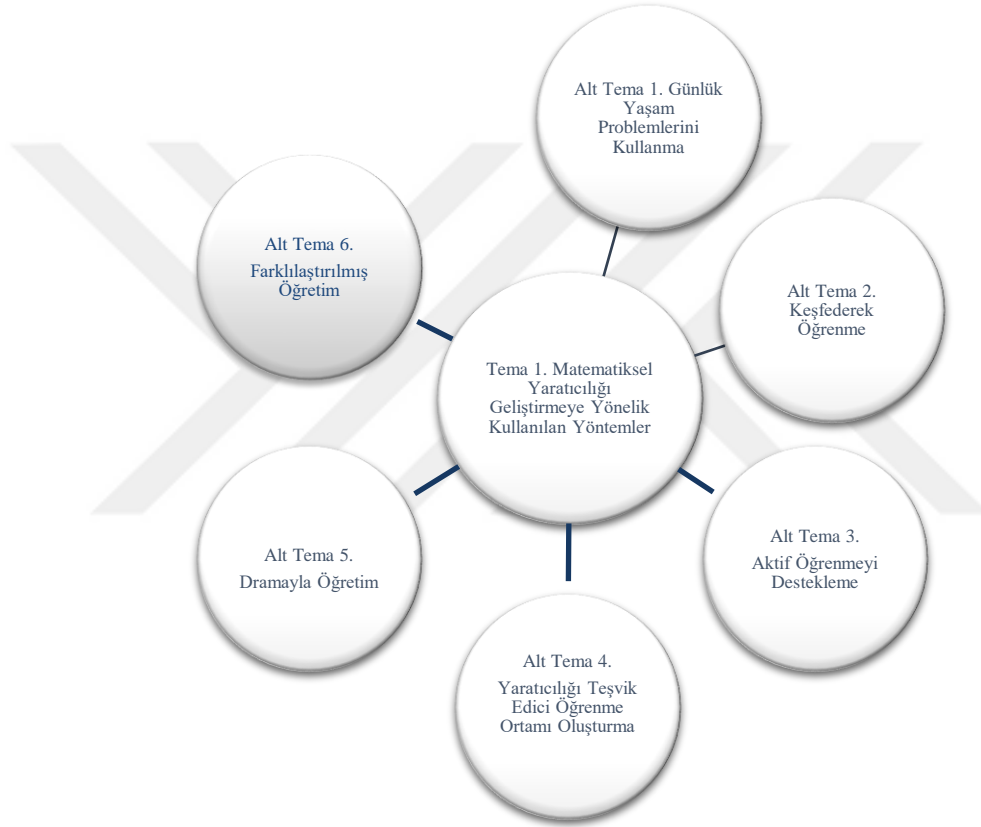 Alt Tema 1. Günlük
Yaşam
Problemlerini
Kullanma
Alt Tema 2.
Keşfederek
Öğrenme
Alt Tema 3.
Aktif Öğrenmeyi
Destekleme
Alt Tema 4.
Yaratıcılığı Teşvik
Edici Öğrenme
Ortamı Oluşturma
Alt Tema 5.
Dramayla Öğretim
Alt Tema 6.
Farklılaştırılmış
Öğretim
Tema 1. Matematiksel
Yaratıcılığı
Geliştirmeye Yönelik
Kullanılan Yöntemler